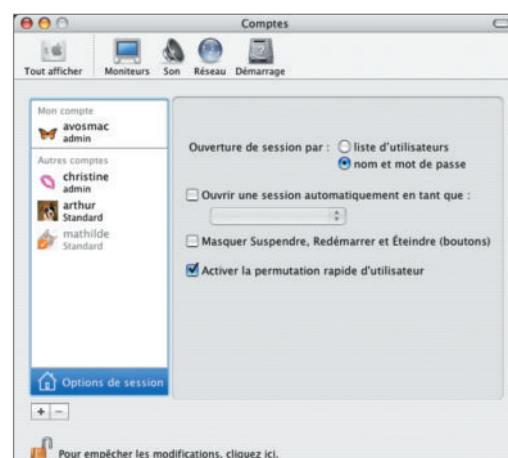 Comptes
Tout afficher
Moniteurs
Son
Réseau
Démarrage
Mon compte
avosmac
admin
Autres comptes
christine
admin
arthur
Standard
mathilde
Standard
Options de session
Ouverture de session par :
liste d'utilisateurs
nom et mot de passe
Ouvrir une session automatiquement en tant que :
Masquer Suspendre, Redémarrer et Éteindre (boutons)
Activer la permutation rapide d'utilisateur
Pour empêcher les modifications, cliquez ici.